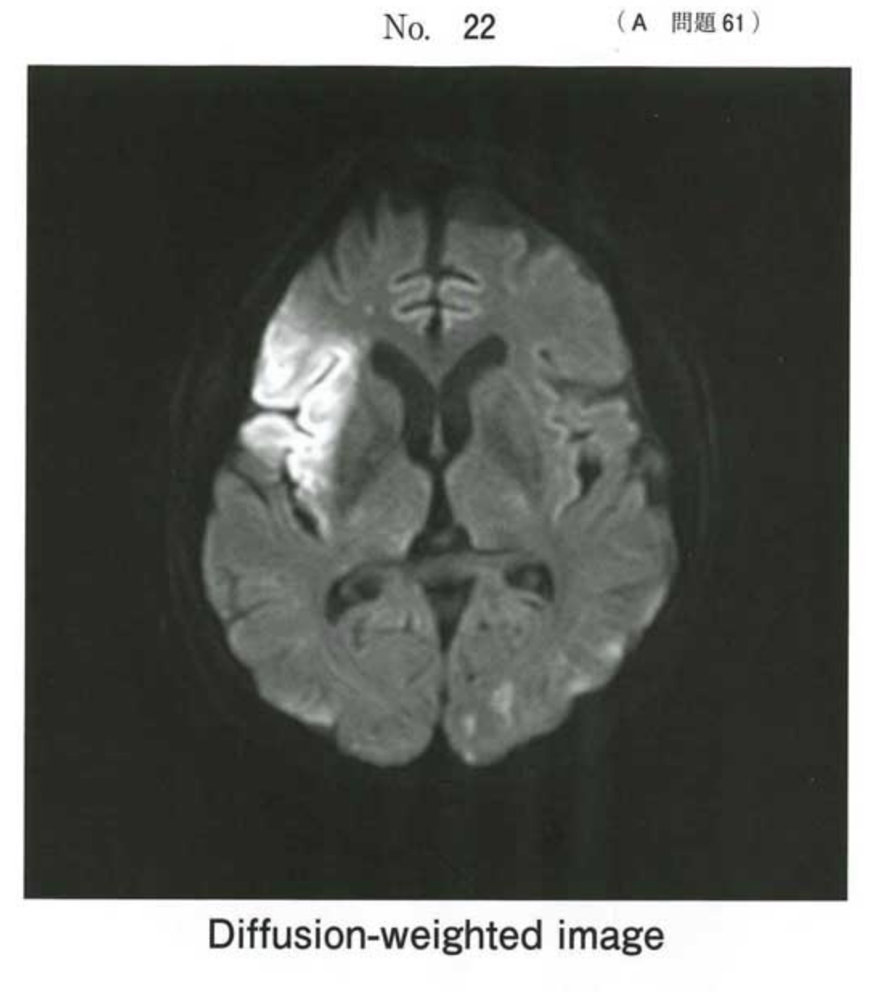 No. 22 (A 問題 61)
Diffusion-weighted image